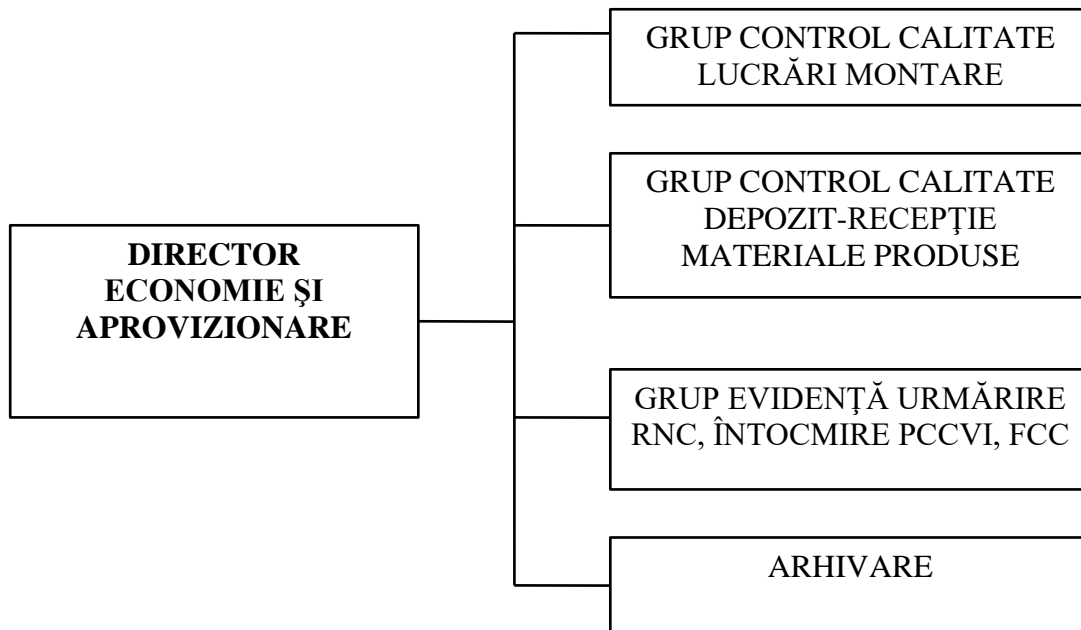 GRUP CONTROL CALITATE
LUCRĂRI MONTARE
GRUP CONTROL CALITATE
DEPOZIT-RECEPŢIE
MATERIALE PRODUSE
DIRECTOR
ECONOMIE ŞI
APROVIZIONARE
GRUP EVIDENŢĂ URMĂRIRE
RNC, ÎNTOCMIRE PCCVI, FCC
ARHIVARE